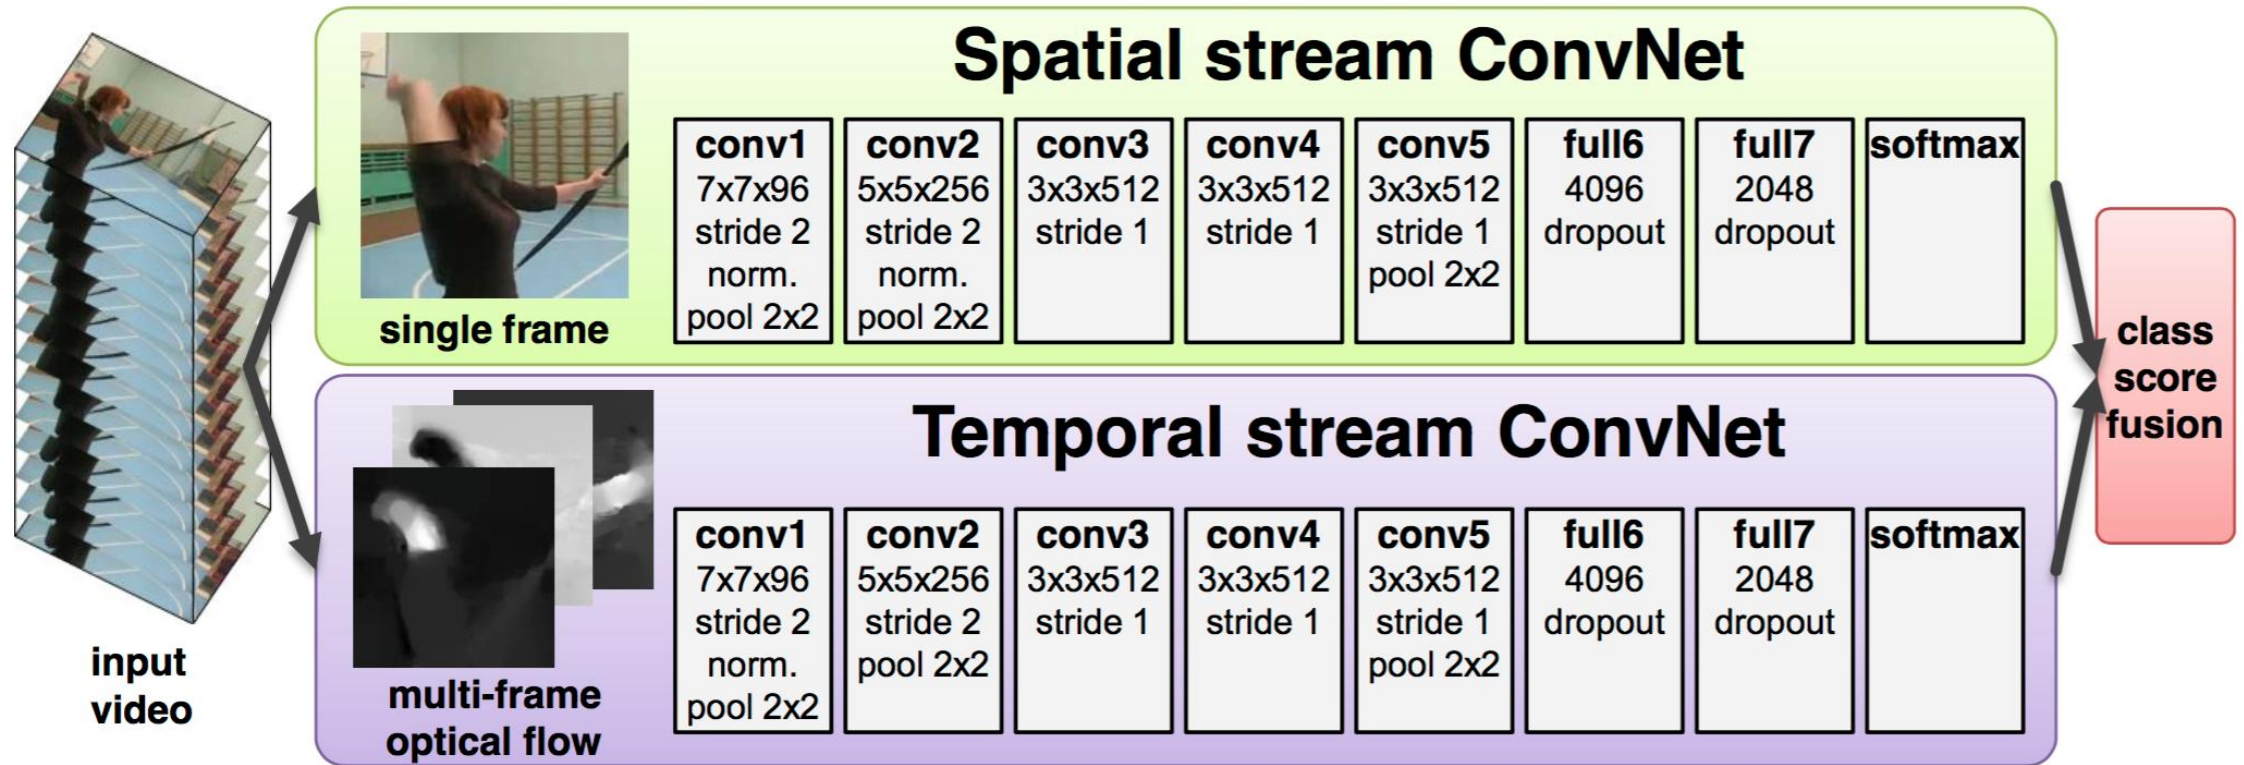 Spatial stream ConvNet
single frame
conv1
7x7x96
stride 2
norm.
pool 2x2
conv2
5x5x256
stride 2
norm.
pool 2x2
conv3
3x3x512
stride 1
conv4
3x3x512
stride 1
conv5
3x3x512
stride 1
pool 2x2
full6
4096
dropout
full7
2048
dropout
softmax
input
video
Temporal stream ConvNet
multi-frame
optical flow
conv1
7x7x96
stride 2
norm.
pool 2x2
conv2
5x5x256
stride 2
pool 2x2
conv3
3x3x512
stride 1
conv4
3x3x512
stride 1
conv5
3x3x512
stride 1
pool 2x2
full6
4096
dropout
full7
2048
dropout
softmax
class
score
fusion